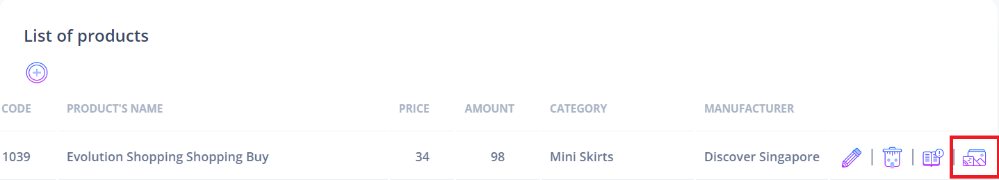 List of products
CODE PRODUCT'S NAME PRICE AMOUNT CATEGORY MANUFACTURER
1039 Evolution Shopping Shopping Buy 34 98 Mini Skirts Discover Singapore | | |